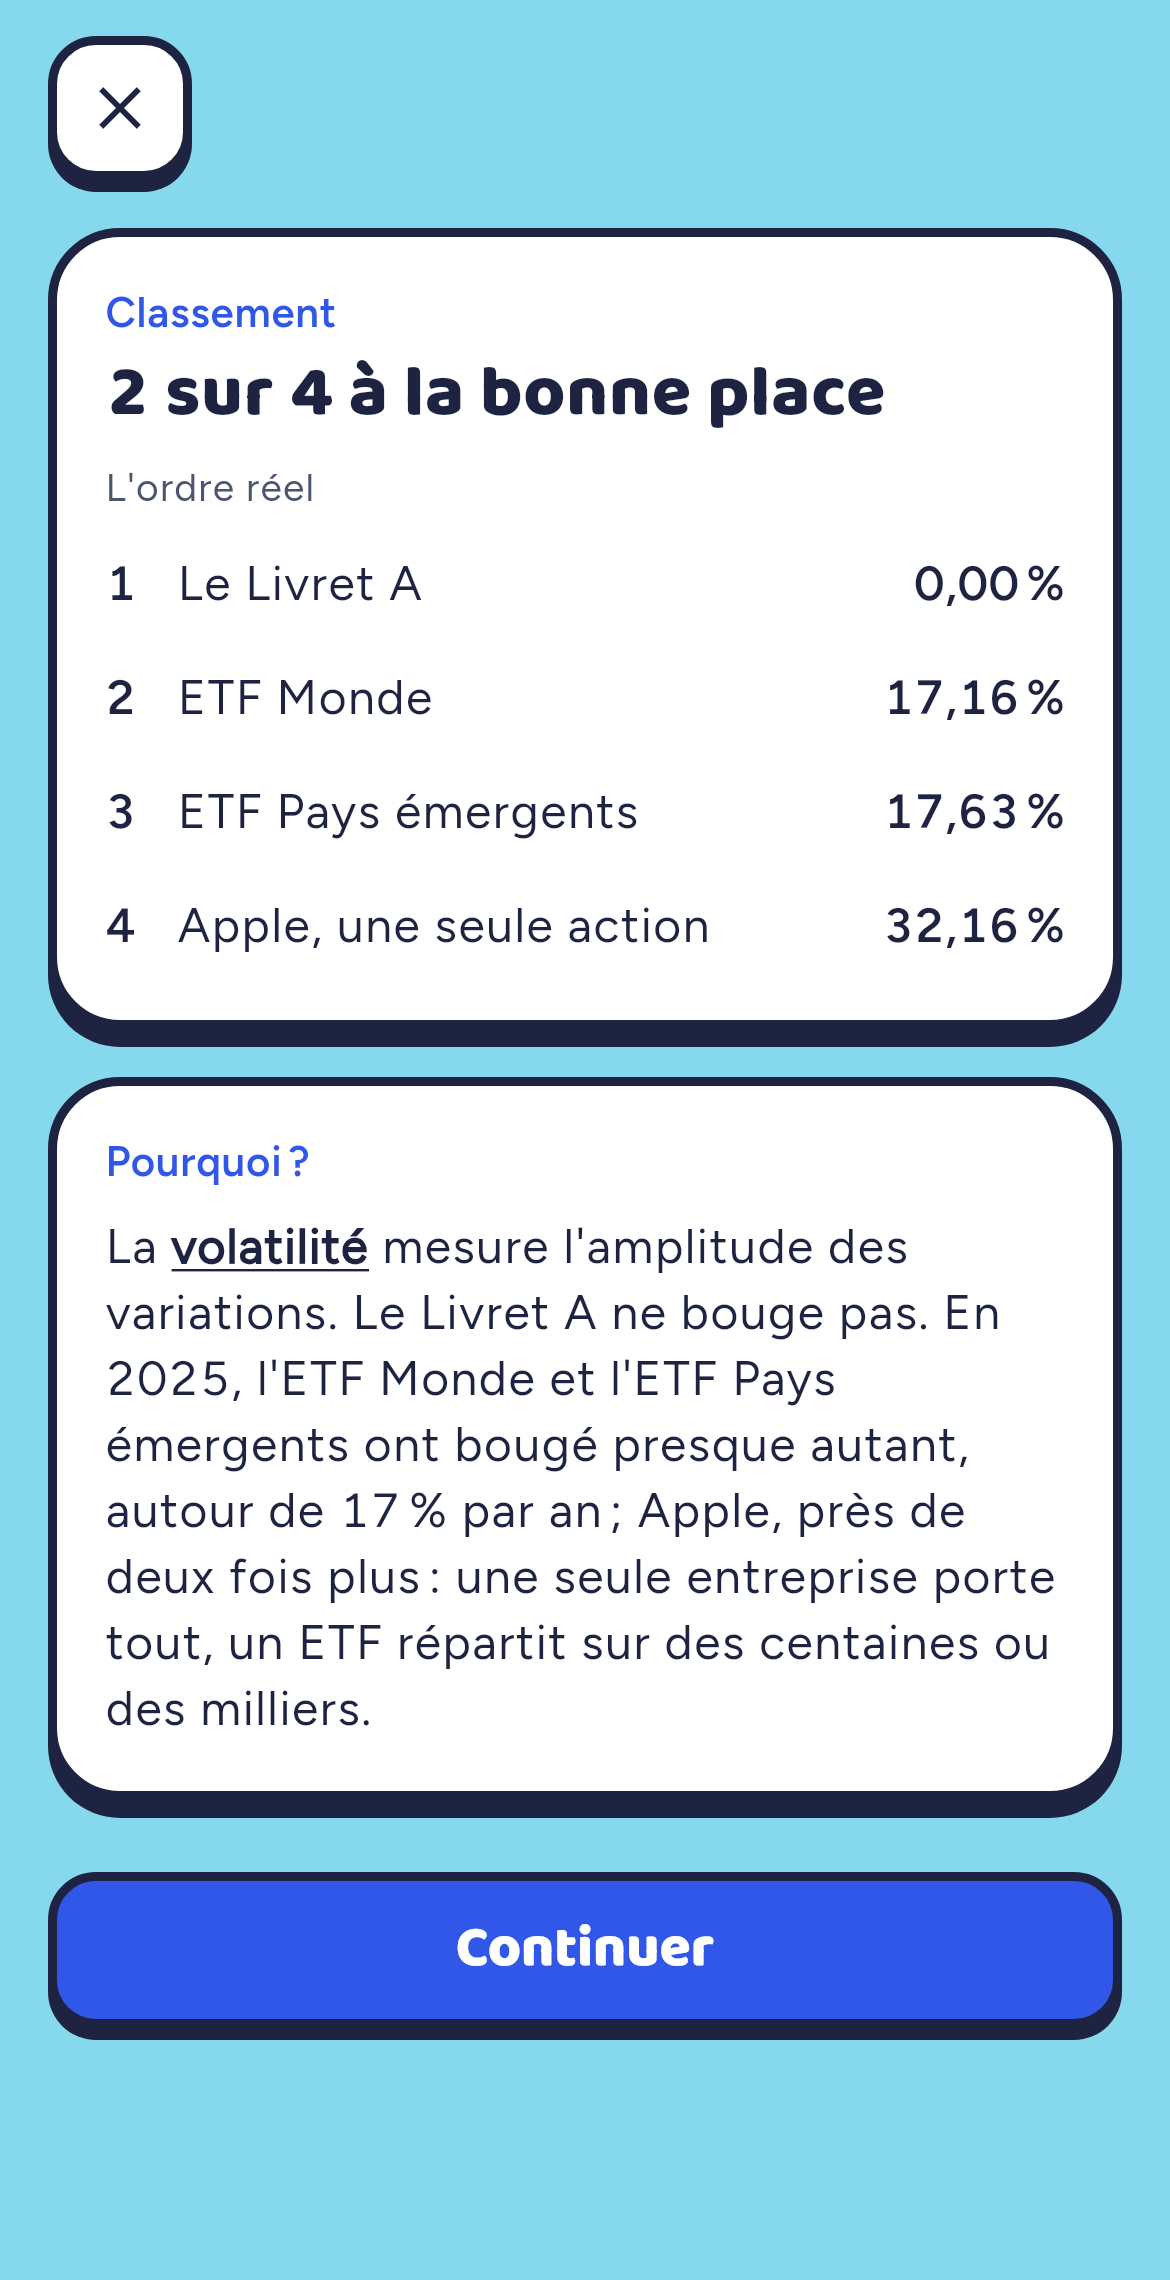 Classement
2 sur 4 à la bonne place
L'ordre réel
1 Le Livret A 0,00 %
2 ETF Monde 17,16 %
3 ETF Pays émergents 17,63 %
4 Apple, une seule action 32,16 %
Pourquoi ?
La volatilité mesure l'amplitude des
variations. Le Livret A ne bouge pas. En
2025, l'ETF Monde et l'ETF Pays
émergents ont bougé presque autant,
autour de 17 % par an ; Apple, près de
deux fois plus : une seule entreprise porte
tout, un ETF répartit sur des centaines ou
des milliers.
Continuer